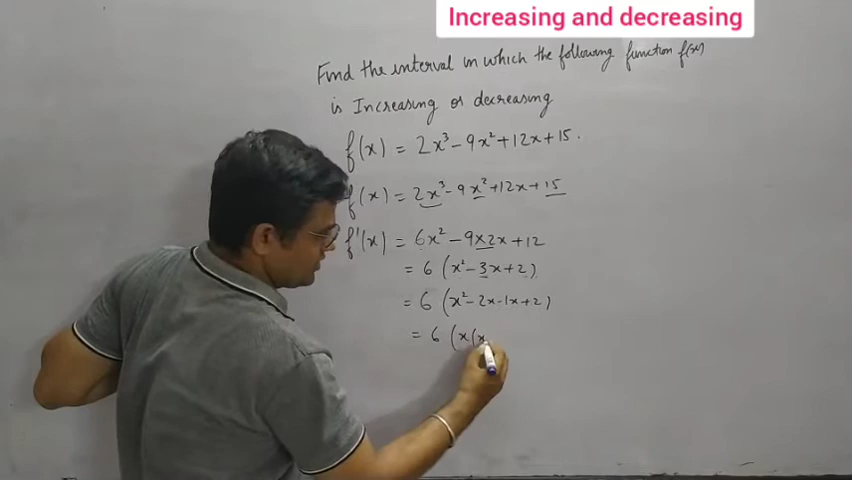 Increasing and decreasing
Find the interval in which the following function f(x)
is Increasing or decreasing
f(x) = 2x³ - 9x² + 12x + 15.
f(x) = 2x³ - 9x² + 12x + 15
f'(x) = 6x² - 9x2x + 12
= 6 (x² - 3x + 2)
= 6 (x² - 2x - 1x + 2)
= 6 (x(x